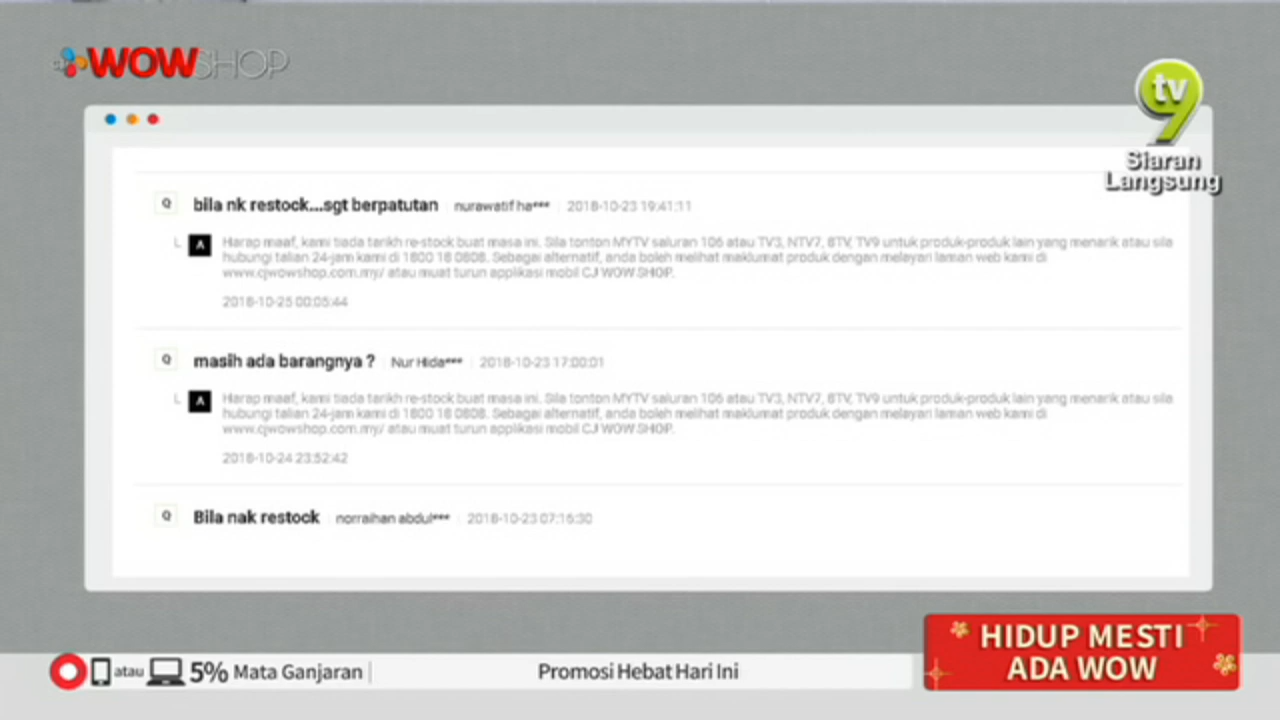 WOWSHOP
tv9
Siaran
Langsung
Q bila nk restock...sgt berpatutan nurawatif ha*** 2018-10-23 19:41:11
A Harap maaf, kami tiada tarikh re-stock buat masa ini. Sila tonton MYTV saluran 106 atau TV3, NTV7, 8TV, TV9 untuk produk-produk lain yang menarik atau sila
hubungi talian 24-jam kami di 1800 18 0808. Sebagai alternatif, anda boleh melihat maklumat produk dengan melayari laman web kami di
www.cjwowshop.com.my/ atau muat turun applikasi mobil CJ WOW SHOP.
2018-10-25 00:05:44
Q masih ada barangnya ? Nur Hida*** 2018-10-23 17:00:01
A Harap maaf, kami tiada tarikh re-stock buat masa ini. Sila tonton MYTV saluran 106 atau TV3, NTV7, 8TV, TV9 untuk produk-produk lain yang menarik atau sila
hubungi talian 24-jam kami di 1800 18 0808. Sebagai alternatif, anda boleh melihat maklumat produk dengan melayari laman web kami di
www.cjwowshop.com.my/ atau muat turun applikasi mobil CJ WOW SHOP.
2018-10-24 23:52:42
Q Bila nak restock norraihan abdul*** 2018-10-23 07:16:30
atau 5% Mata Ganjaran
Promosi Hebat Hari Ini
HIDUP MESTI
ADA WOW